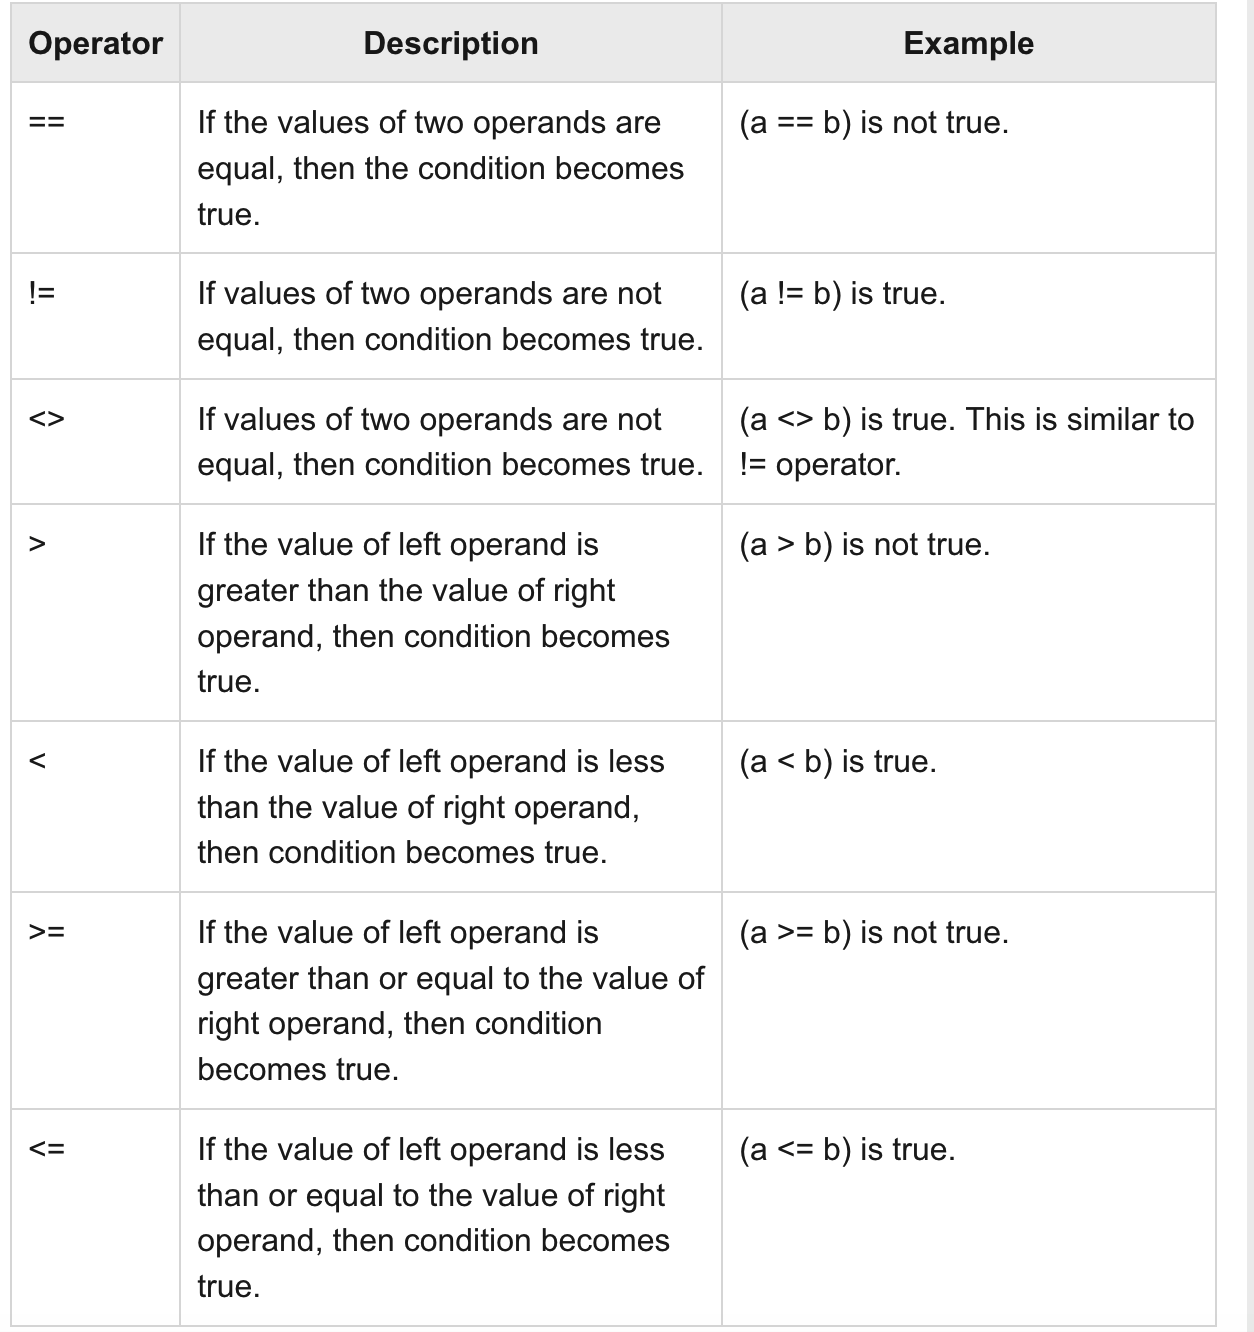 Operator Description Example
== If the values of two operands are (a == b) is not true.
equal, then the condition becomes
true.
!= If values of two operands are not (a != b) is true.
equal, then condition becomes true.
<> If values of two operands are not (a <> b) is true. This is similar to
equal, then condition becomes true. != operator.
> If the value of left operand is (a > b) is not true.
greater than the value of right
operand, then condition becomes
true.
< If the value of left operand is less (a < b) is true.
than the value of right operand,
then condition becomes true.
>= If the value of left operand is (a >= b) is not true.
greater than or equal to the value of
right operand, then condition
becomes true.
<= If the value of left operand is less (a <= b) is true.
than or equal to the value of right
operand, then condition becomes
true.